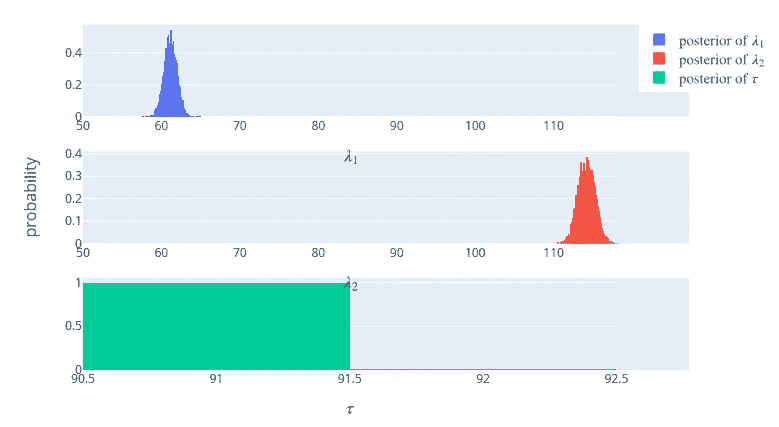 posterior of λ₁
posterior of λ₂
posterior of τ
0.4
0.2
0
50 60 70 80 90 100 110
λ₁
probability
0.4
0.3
0.2
0.1
0
50 60 70 80 90 100 110
λ₂
1
0.5
0
90.5 91 91.5 92 92.5
τ